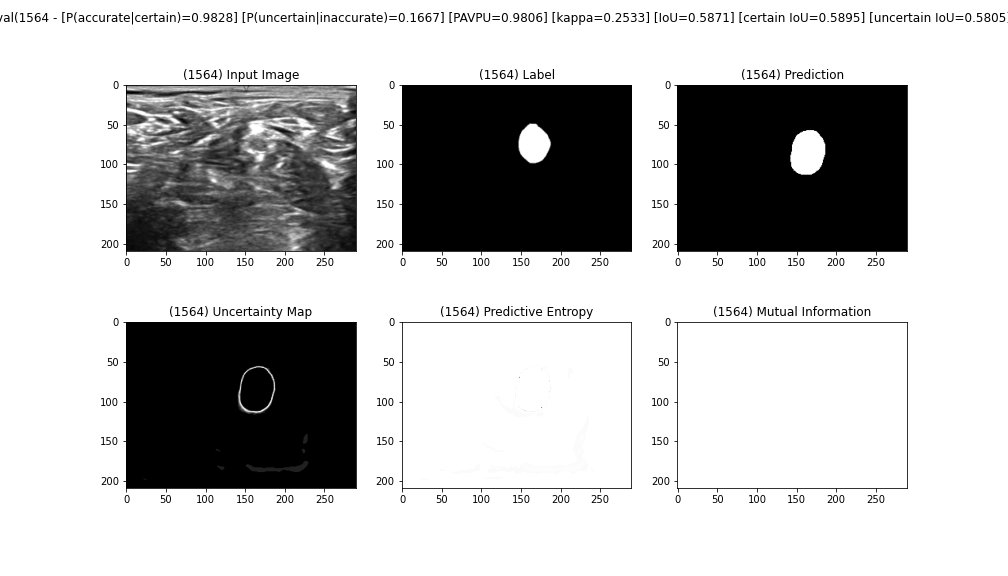 val(1564 - [P(accurate|certain)=0.9828] [P(uncertain|inaccurate)=0.1667] [PAVPU=0.9806] [kappa=0.2533] [IoU=0.5871] [certain IoU=0.5895] [uncertain IoU=0.5805]
(1564) Input Image
(1564) Label
(1564) Prediction
0
50
100
150
200
0 50 100 150 200 250
0
50
100
150
200
0 50 100 150 200 250
0
50
100
150
200
0 50 100 150 200 250
(1564) Uncertainty Map
(1564) Predictive Entropy
(1564) Mutual Information
0
50
100
150
200
0 50 100 150 200 250
0
50
100
150
200
0 50 100 150 200 250
0
50
100
150
200
0 50 100 150 200 250